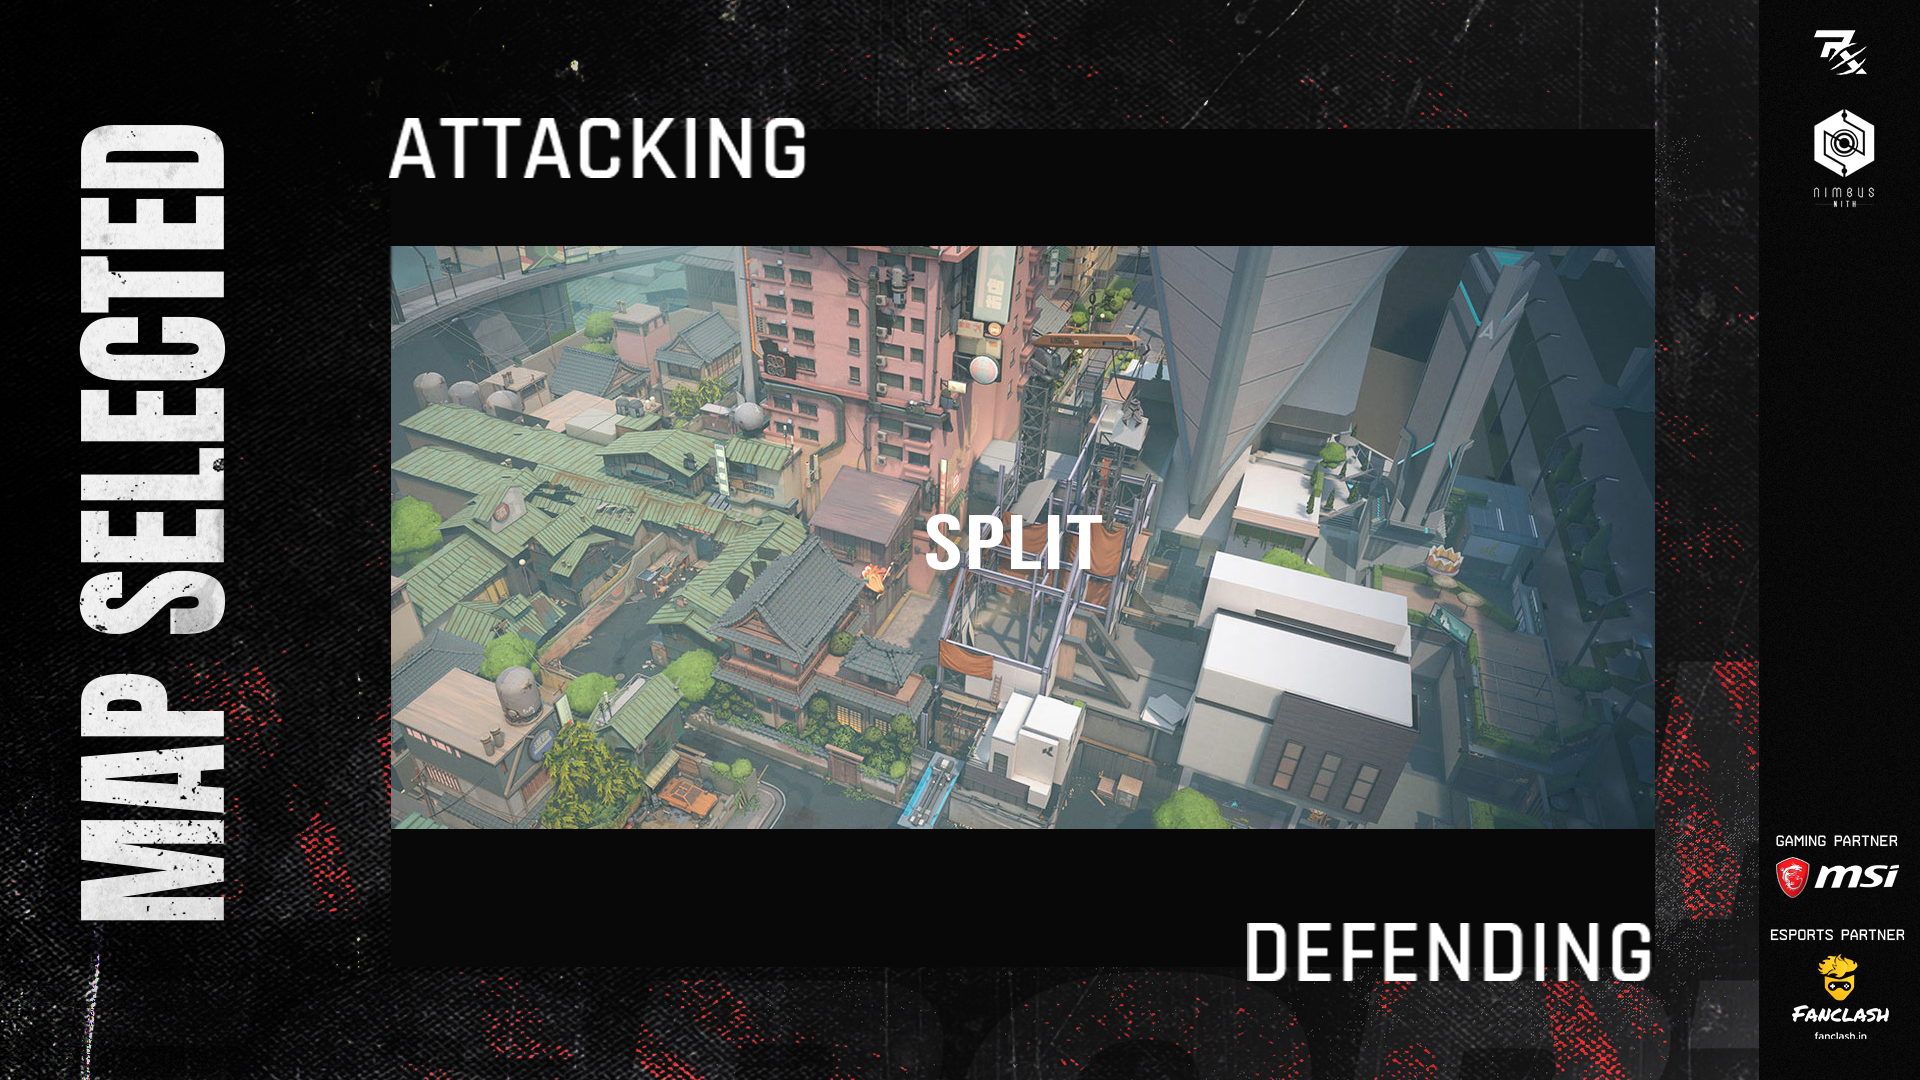 MAP SELECTED
ATTACKING
SPLIT
DEFENDING
NIMBUS
NITH
GAMING PARTNER
msi
ESPORTS PARTNER
FANCLASH
fanclash.in